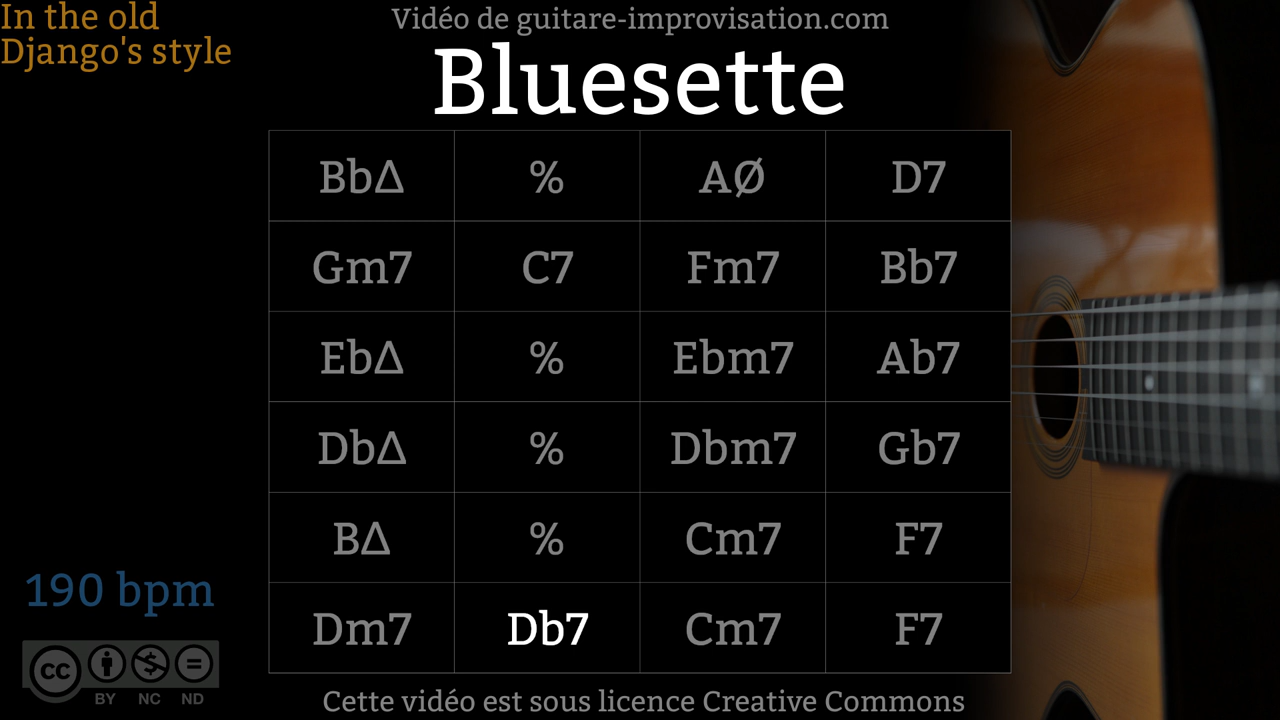 In the old
Django's style
Vidéo de guitare-improvisation.com
Bluesette
BbΔ % AØ D7
Gm7 C7 Fm7 Bb7
EbΔ % Ebm7 Ab7
DbΔ % Dbm7 Gb7
BΔ % Cm7 F7
Dm7 Db7 Cm7 F7
190 bpm
cc
BY NC ND
Cette vidéo est sous licence Creative Commons